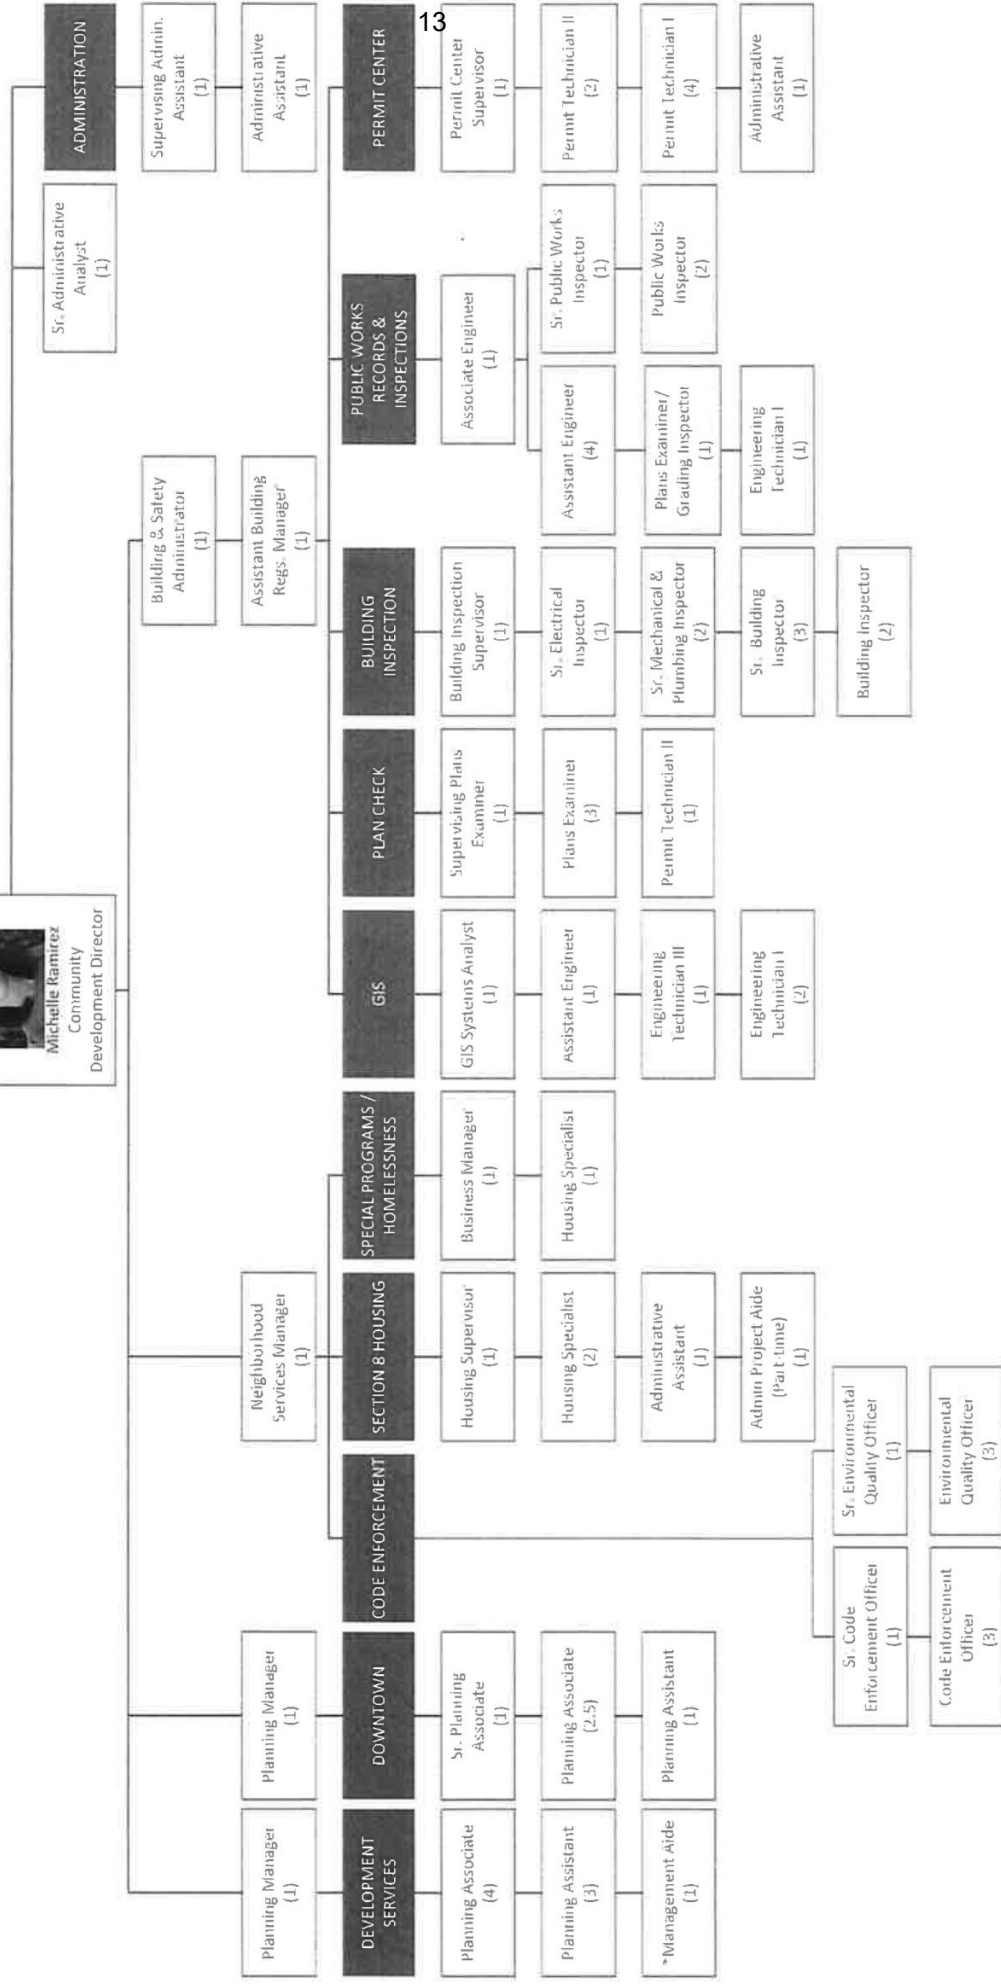 13
Michelle Ramirez
Community
Development Director
ADMINISTRATION
Supervising Admin.
Assistant
(1)
Administrative
Assistant
(1)
Sr. Administrative
Analyst
(1)
Building & Safety
Administrator
(1)
Assistant Building
Regs. Manager
(1)
Neighborhood
Services Manager
(1)
Planning Manager
(1)
Planning Manager
(1)
DEVELOPMENT
SERVICES
Planning Associate
(4)
Planning Assistant
(3)
*Management Aide
(1)
DOWNTOWN
Sr. Planning
Associate
(1)
Planning Associate
(2.5)
Planning Assistant
(1)
CODE ENFORCEMENT
Sr. Code
Enforcement Officer
(1)
Code Enforcement
Officer
(3)
Sr. Environmental
Quality Officer
(1)
Environmental
Quality Officer
(3)
SECTION 8 HOUSING
Housing Supervisor
(1)
Housing Specialist
(2)
Administrative
Assistant
(1)
Admin Project Aide
(Part-time)
(1)
SPECIAL PROGRAMS /
HOMELESSNESS
Business Manager
(1)
Housing Specialist
(1)
GIS
GIS Systems Analyst
(1)
Assistant Engineer
(1)
Engineering
Technician III
(1)
Engineering
Technician I
(2)
PLAN CHECK
Supervising Plans
Examiner
(1)
Plans Examiner
(3)
Permit Technician II
(1)
BUILDING
INSPECTION
Building Inspection
Supervisor
(1)
Sr. Electrical
Inspector
(1)
Sr. Mechanical &
Plumbing Inspector
(2)
Sr. Building
Inspector
(3)
Building Inspector
(2)
PUBLIC WORKS
RECORDS &
INSPECTIONS
Associate Engineer
(1)
Assistant Engineer
(4)
Plans Examiner/
Grading Inspector
(1)
Engineering
Technician I
(1)
Sr. Public Works
Inspector
(1)
Public Works
Inspector
(2)
PERMIT CENTER
Permit Center
Supervisor
(1)
Permit Technician II
(2)
Permit Technician I
(4)
Administrative
Assistant
(1)